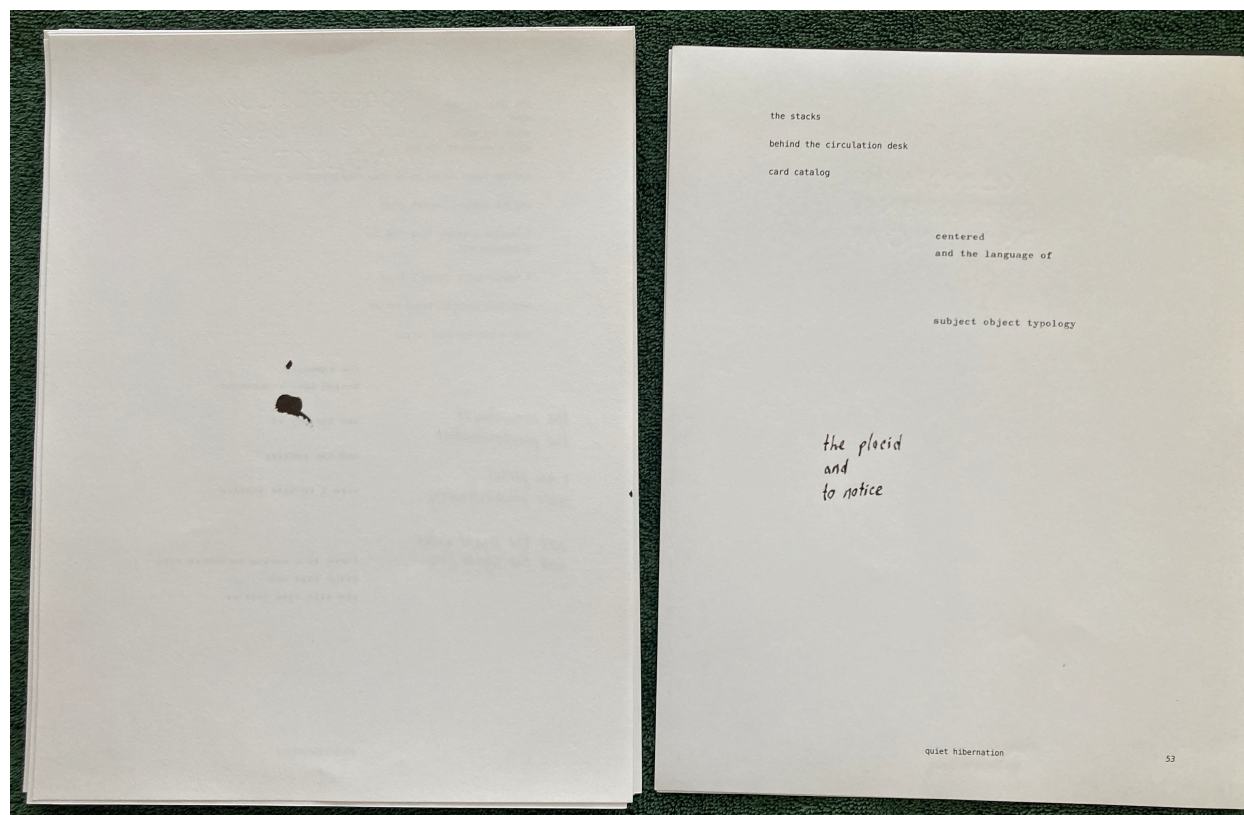 the stacks
behind the circulation desk
card catalog
centered
and the language of
subject object typology
the placid
and
to notice
quiet hibernation
53